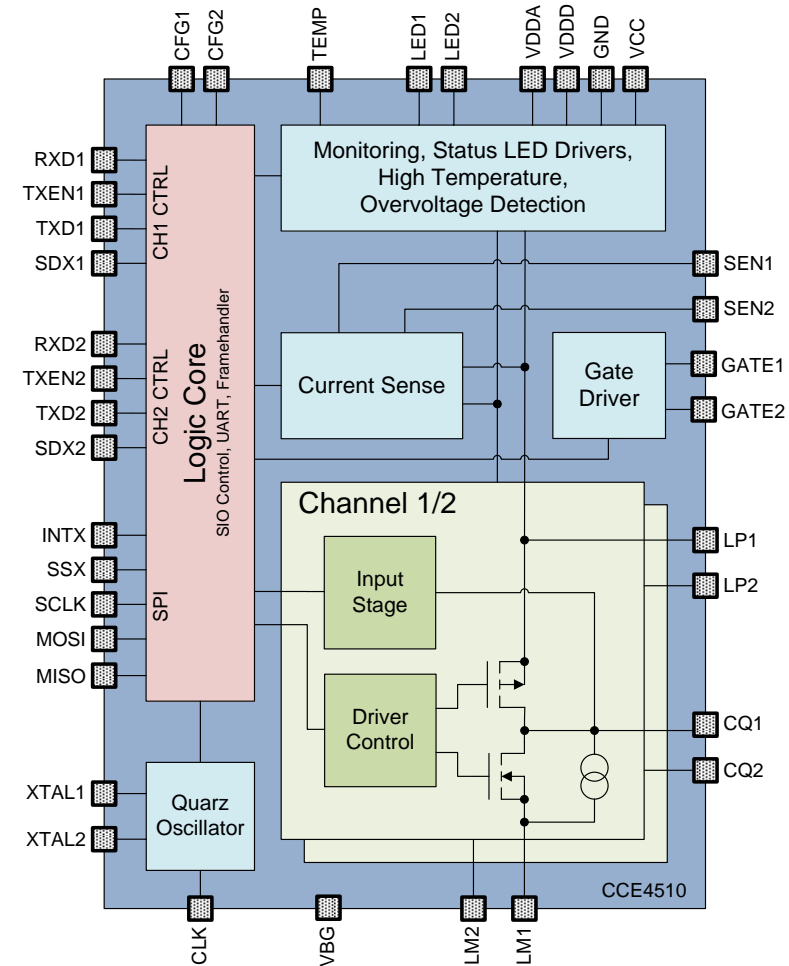 CFG1
CFG2
TEMP
LED1
LED2
VDDA
VDDD
GND
VCC
RXD1
TXEN1
TXD1
SDX1
CH1 CTRL
Monitoring, Status LED Drivers,
High Temperature,
Overvoltage Detection
SEN1
SEN2
RXD2
TXEN2
TXD2
SDX2
CH2 CTRL
Logic Core
SIO Control, UART, Framehandler
Current Sense
Gate
Driver
GATE1
GATE2
Channel 1/2
INTX
SSX
SCLK
MOSI
MISO
SPI
Input
Stage
LP1
LP2
Driver
Control
CQ1
CQ2
XTAL1
XTAL2
Quarz
Oscillator
CCE4510
CLK
VBG
LM2
LM1